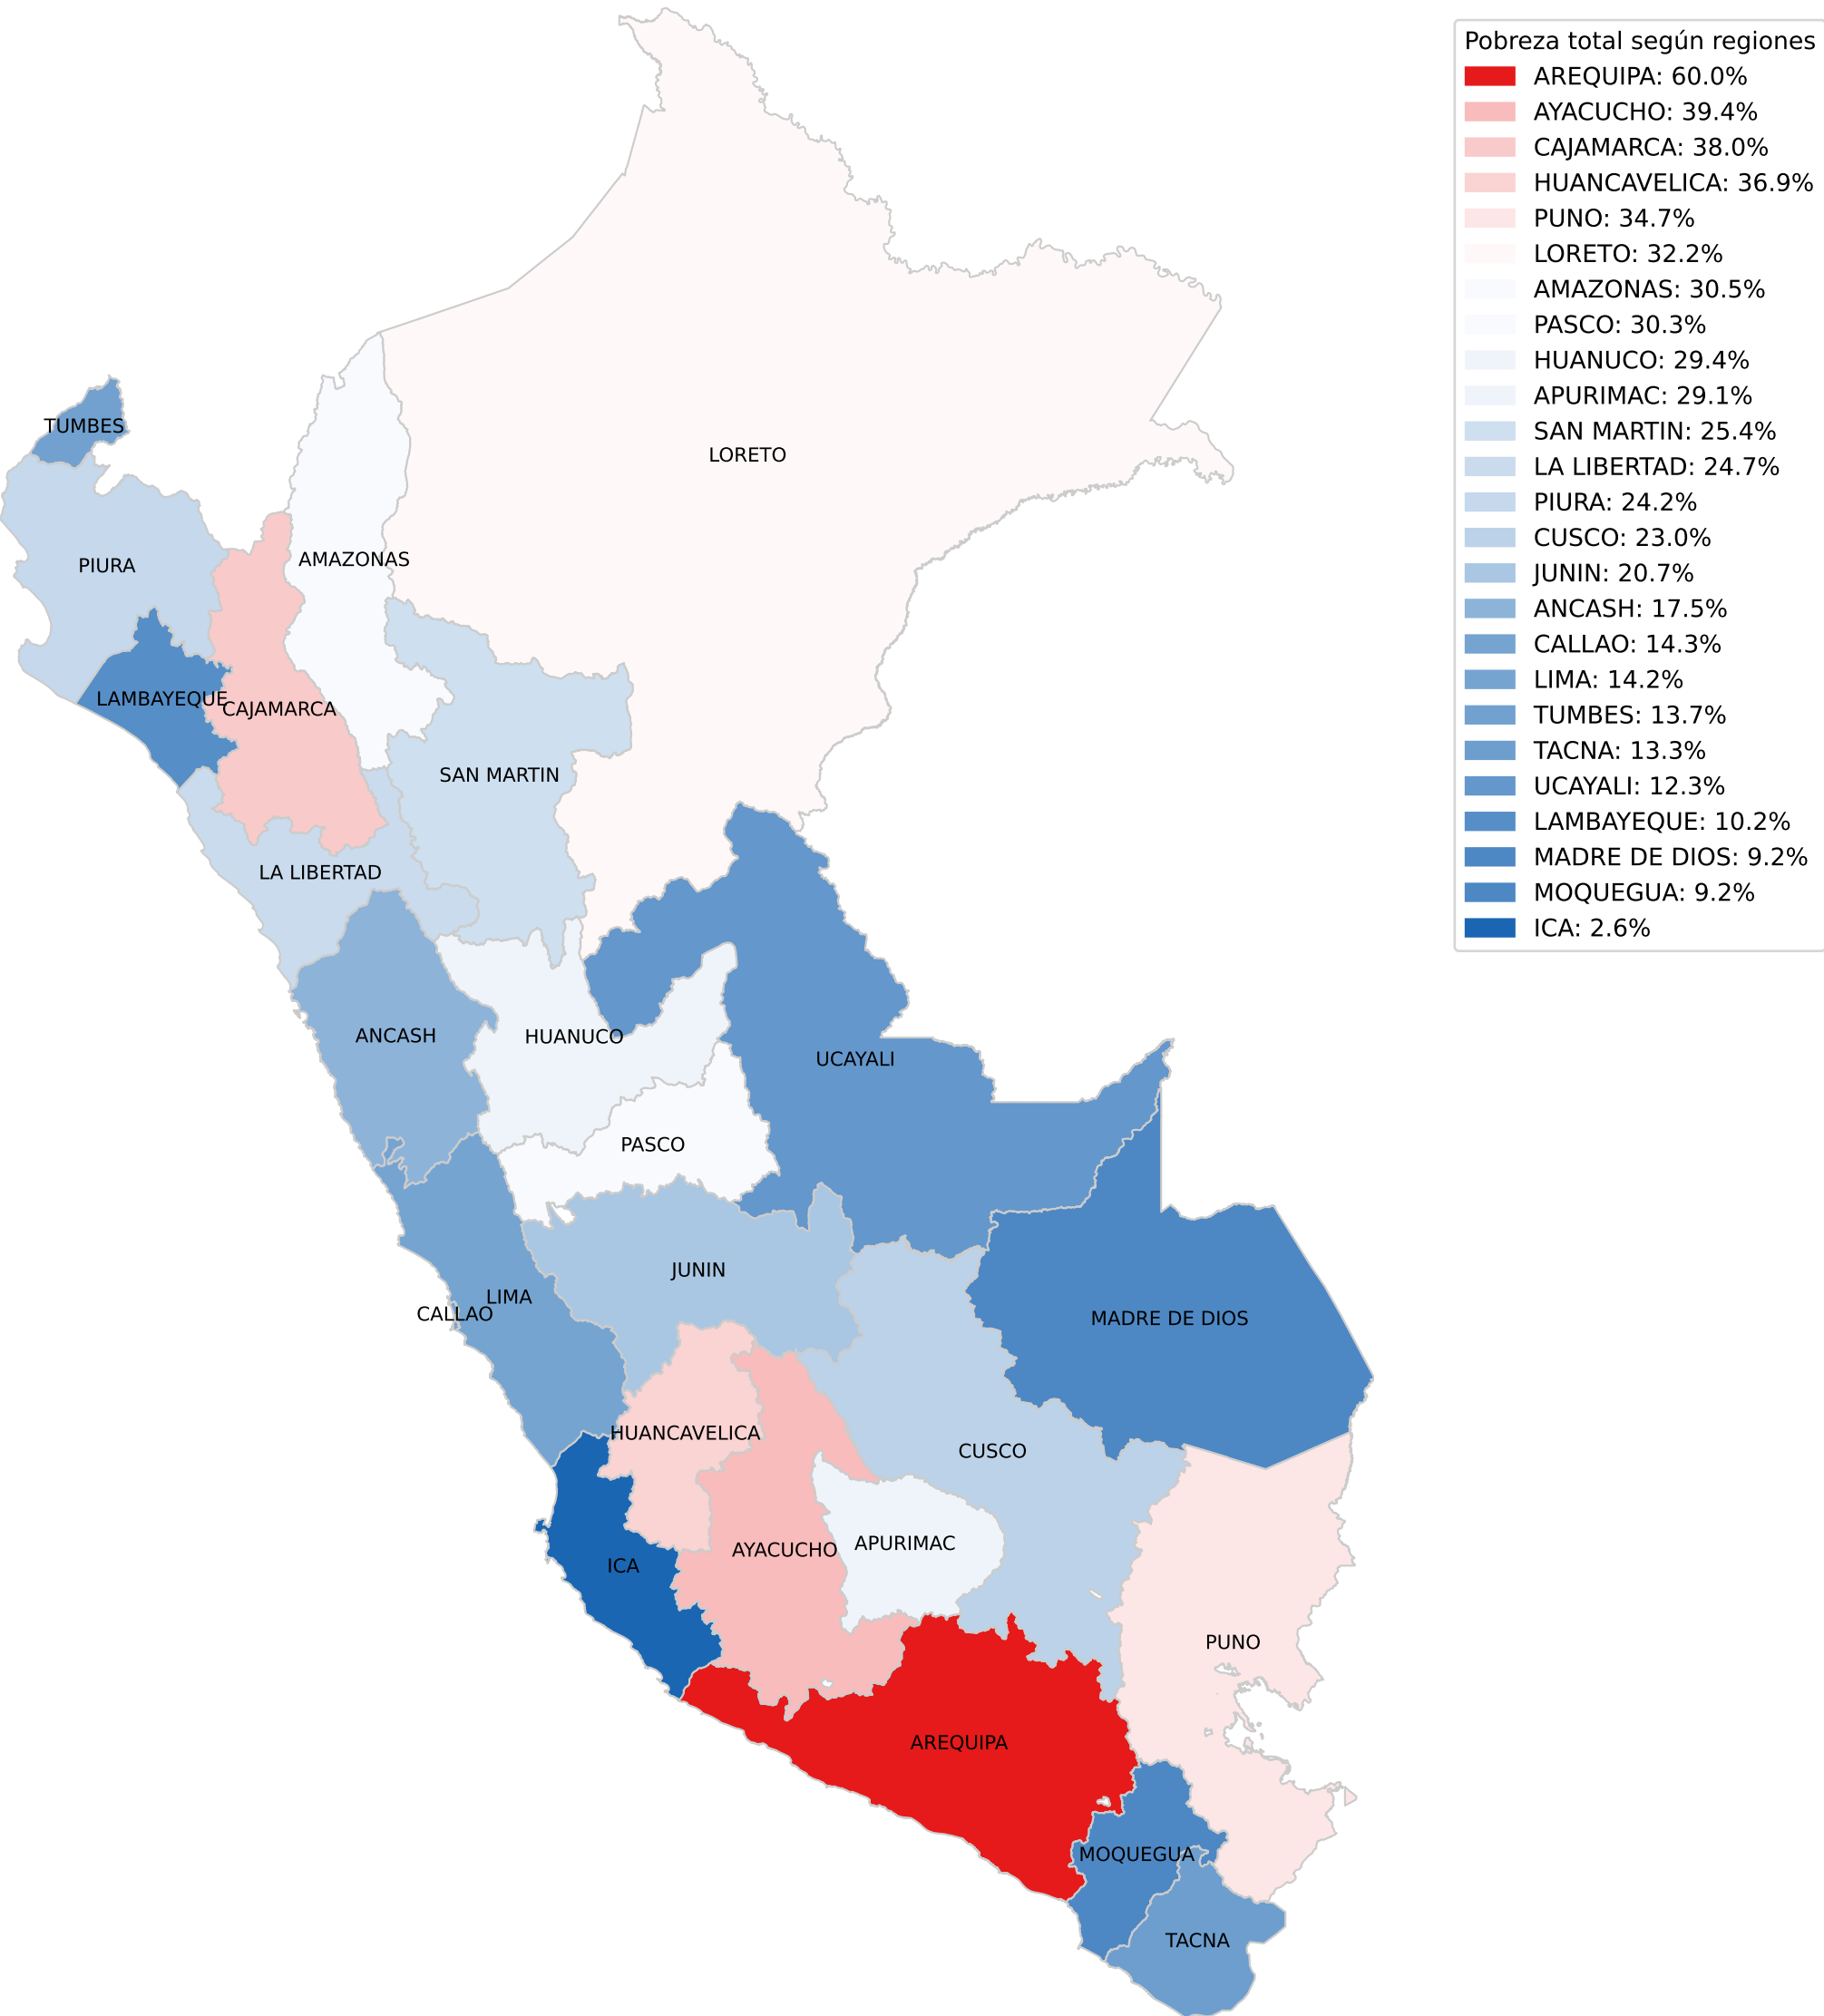 Pobreza total según regiones
AREQUIPA: 60.0%
AYACUCHO: 39.4%
CAJAMARCA: 38.0%
HUANCAVELICA: 36.9%
PUNO: 34.7%
LORETO: 32.2%
AMAZONAS: 30.5%
PASCO: 30.3%
HUANUCO: 29.4%
APURIMAC: 29.1%
SAN MARTIN: 25.4%
LA LIBERTAD: 24.7%
PIURA: 24.2%
CUSCO: 23.0%
JUNIN: 20.7%
ANCASH: 17.5%
CALLAO: 14.3%
LIMA: 14.2%
TUMBES: 13.7%
TACNA: 13.3%
UCAYALI: 12.3%
LAMBAYEQUE: 10.2%
MADRE DE DIOS: 9.2%
MOQUEGUA: 9.2%
ICA: 2.6%
TUMBES
LORETO
AMAZONAS
PIURA
LAMBAYEQUE
CAJAMARCA
SAN MARTIN
LA LIBERTAD
ANCASH
HUANUCO
UCAYALI
PASCO
JUNIN
LIMA
CALLAO
MADRE DE DIOS
HUANCAVELICA
CUSCO
APURIMAC
AYACUCHO
ICA
PUNO
AREQUIPA
MOQUEGUA
TACNA